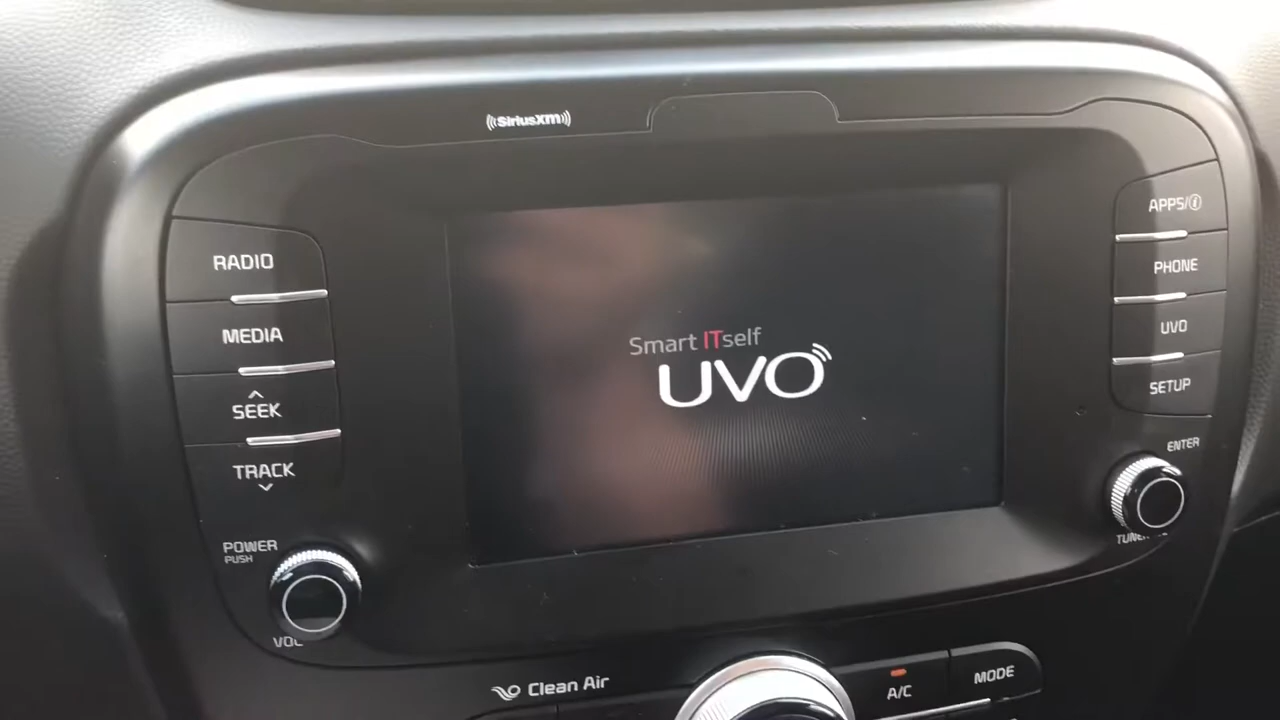 SiriusXM
RADIO
MEDIA
SEEK
TRACK
POWER
PUSH
VOL
Smart ITself
UVO
APPS/i
PHONE
UVO
SETUP
ENTER
TUNE
Clean Air
A/C
MODE